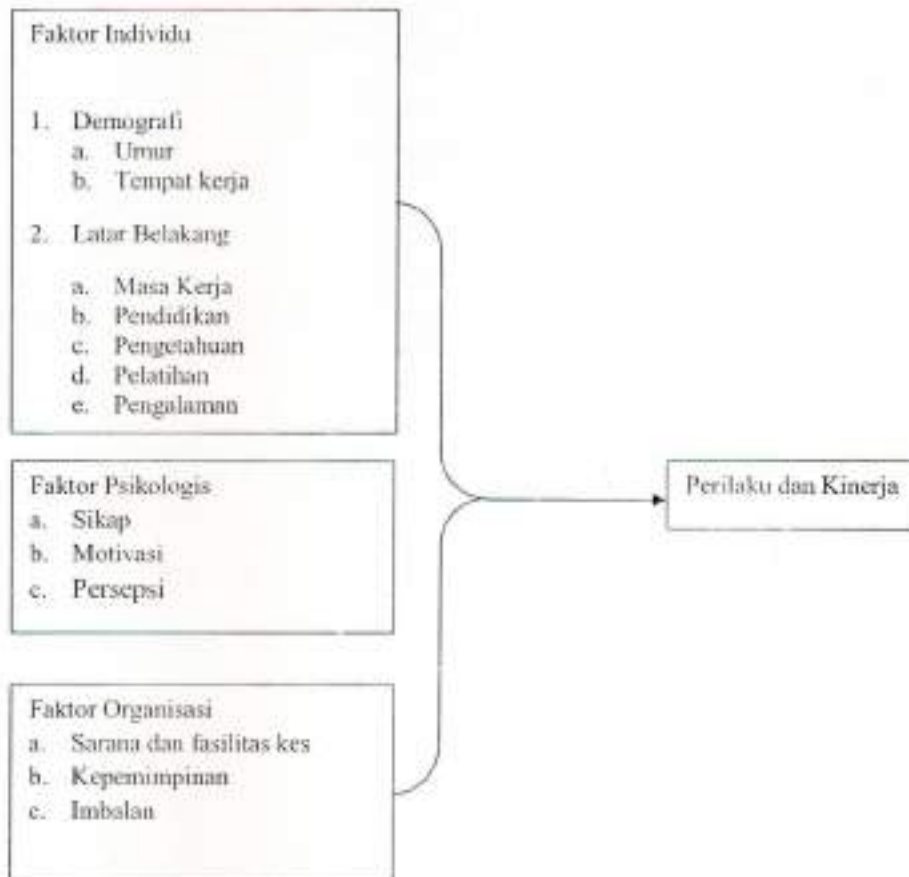 Faktor Individu
1. Demografi
a. Umur
b. Tempat kerja
2. Latar Belakang
a. Masa Kerja
b. Pendidikan
c. Pengetahuan
d. Pelatihan
e. Pengalaman
Faktor Psikologis
a. Sikap
b. Motivasi
c. Persepsi
Faktor Organisasi
a. Sarana dan fasilitas kes
b. Kepemimpinan
c. Imbalan
Perilaku dan Kinerja